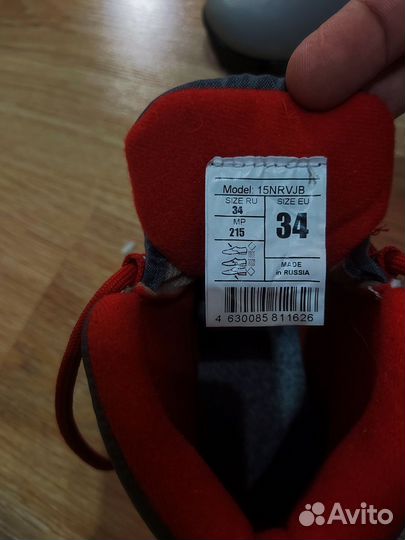 Model: 15NRVJB
SIZE RU
34
MP
215
SIZE EU
34
MADE
in RUSSIA
4 630085 811626
Avito